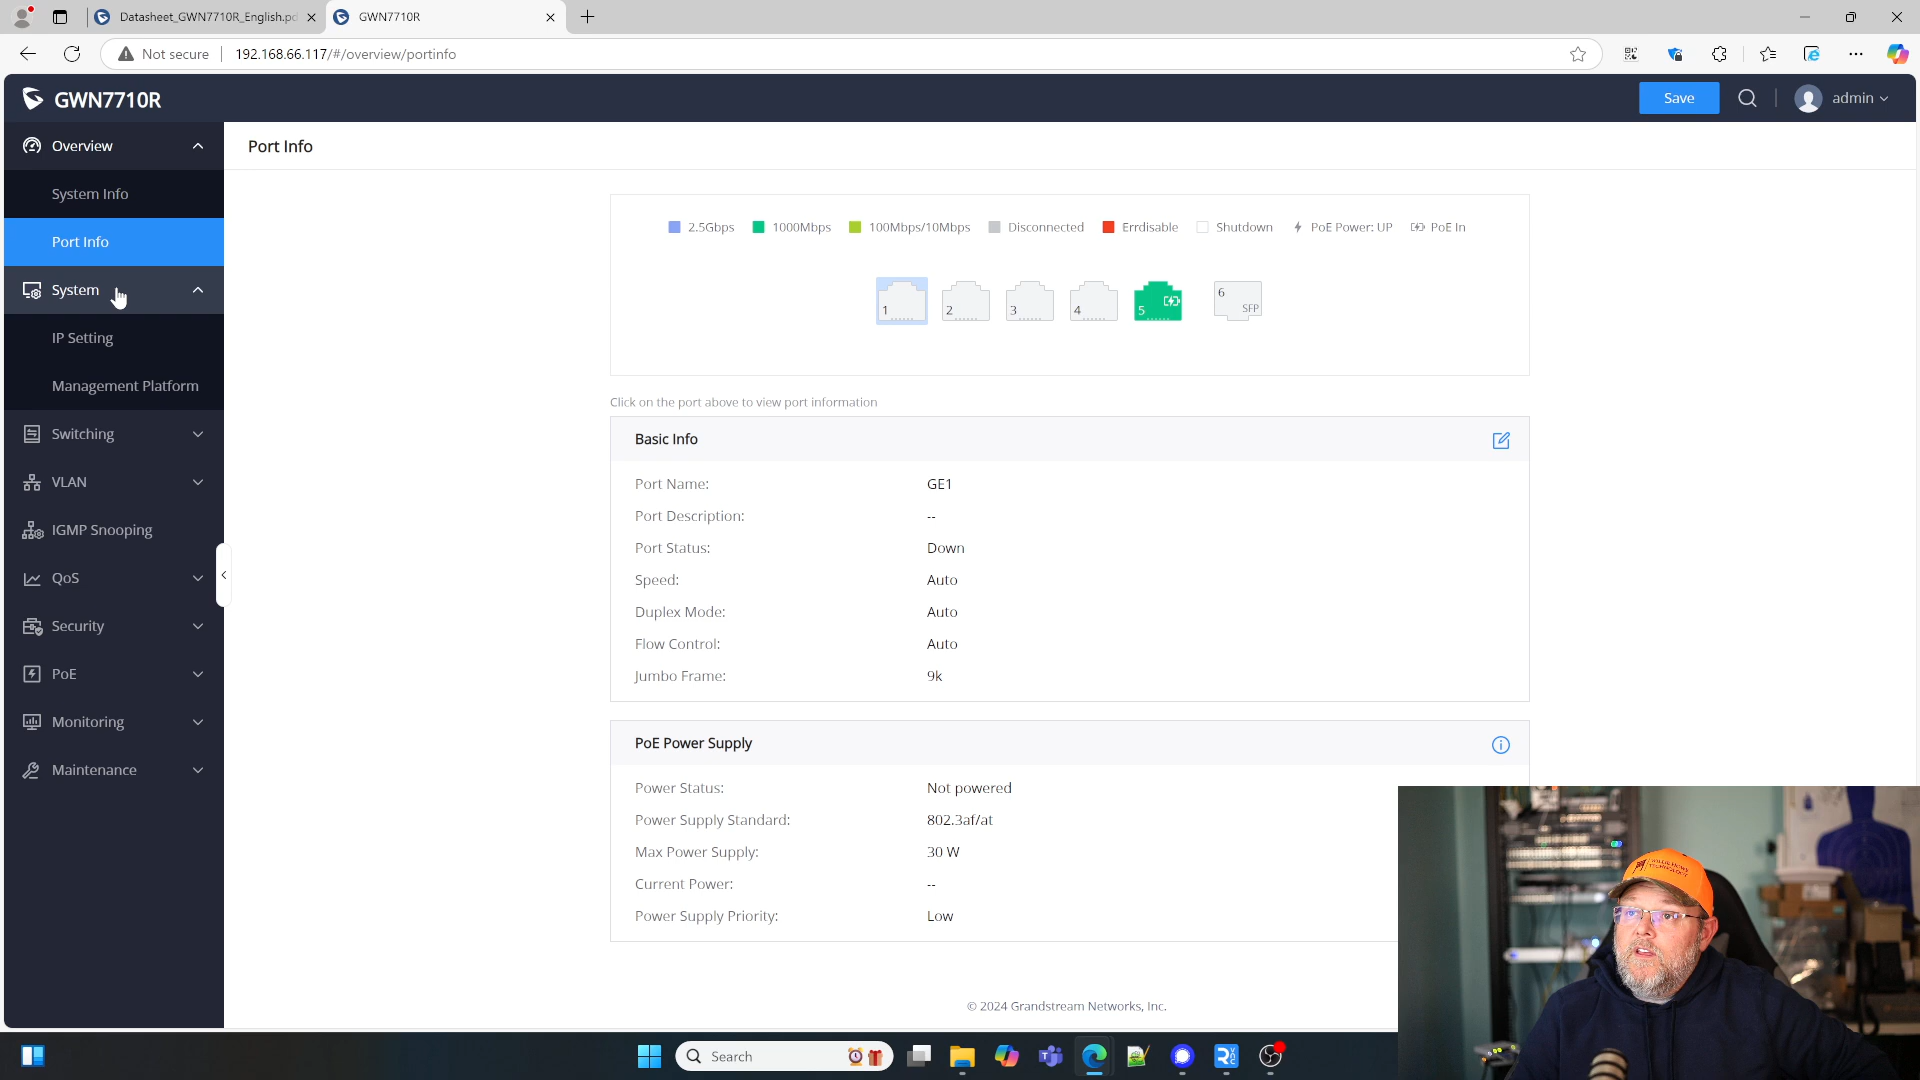 Datasheet_GWN7710R_English.pd
GWN7710R
Not secure
192.168.66.117/#/overview/portinfo
GWN7710R
Save
admin
Overview
System Info
Port Info
System
IP Setting
Management Platform
Switching
VLAN
IGMP Snooping
QoS
Security
PoE
Monitoring
Maintenance
Port Info
2.5Gbps 1000Mbps 100Mbps/10Mbps Disconnected Errdisable Shutdown PoE Power: UP PoE In
1 2 3 4 5 6 SFP
Click on the port above to view port information
Basic Info
Port Name: GE1
Port Description: --
Port Status: Down
Speed: Auto
Duplex Mode: Auto
Flow Control: Auto
Jumbo Frame: 9k
PoE Power Supply
Power Status: Not powered
Power Supply Standard: 802.3af/at
Max Power Supply: 30 W
Current Power: --
Power Supply Priority: Low
© 2024 Grandstream Networks, Inc.
Search